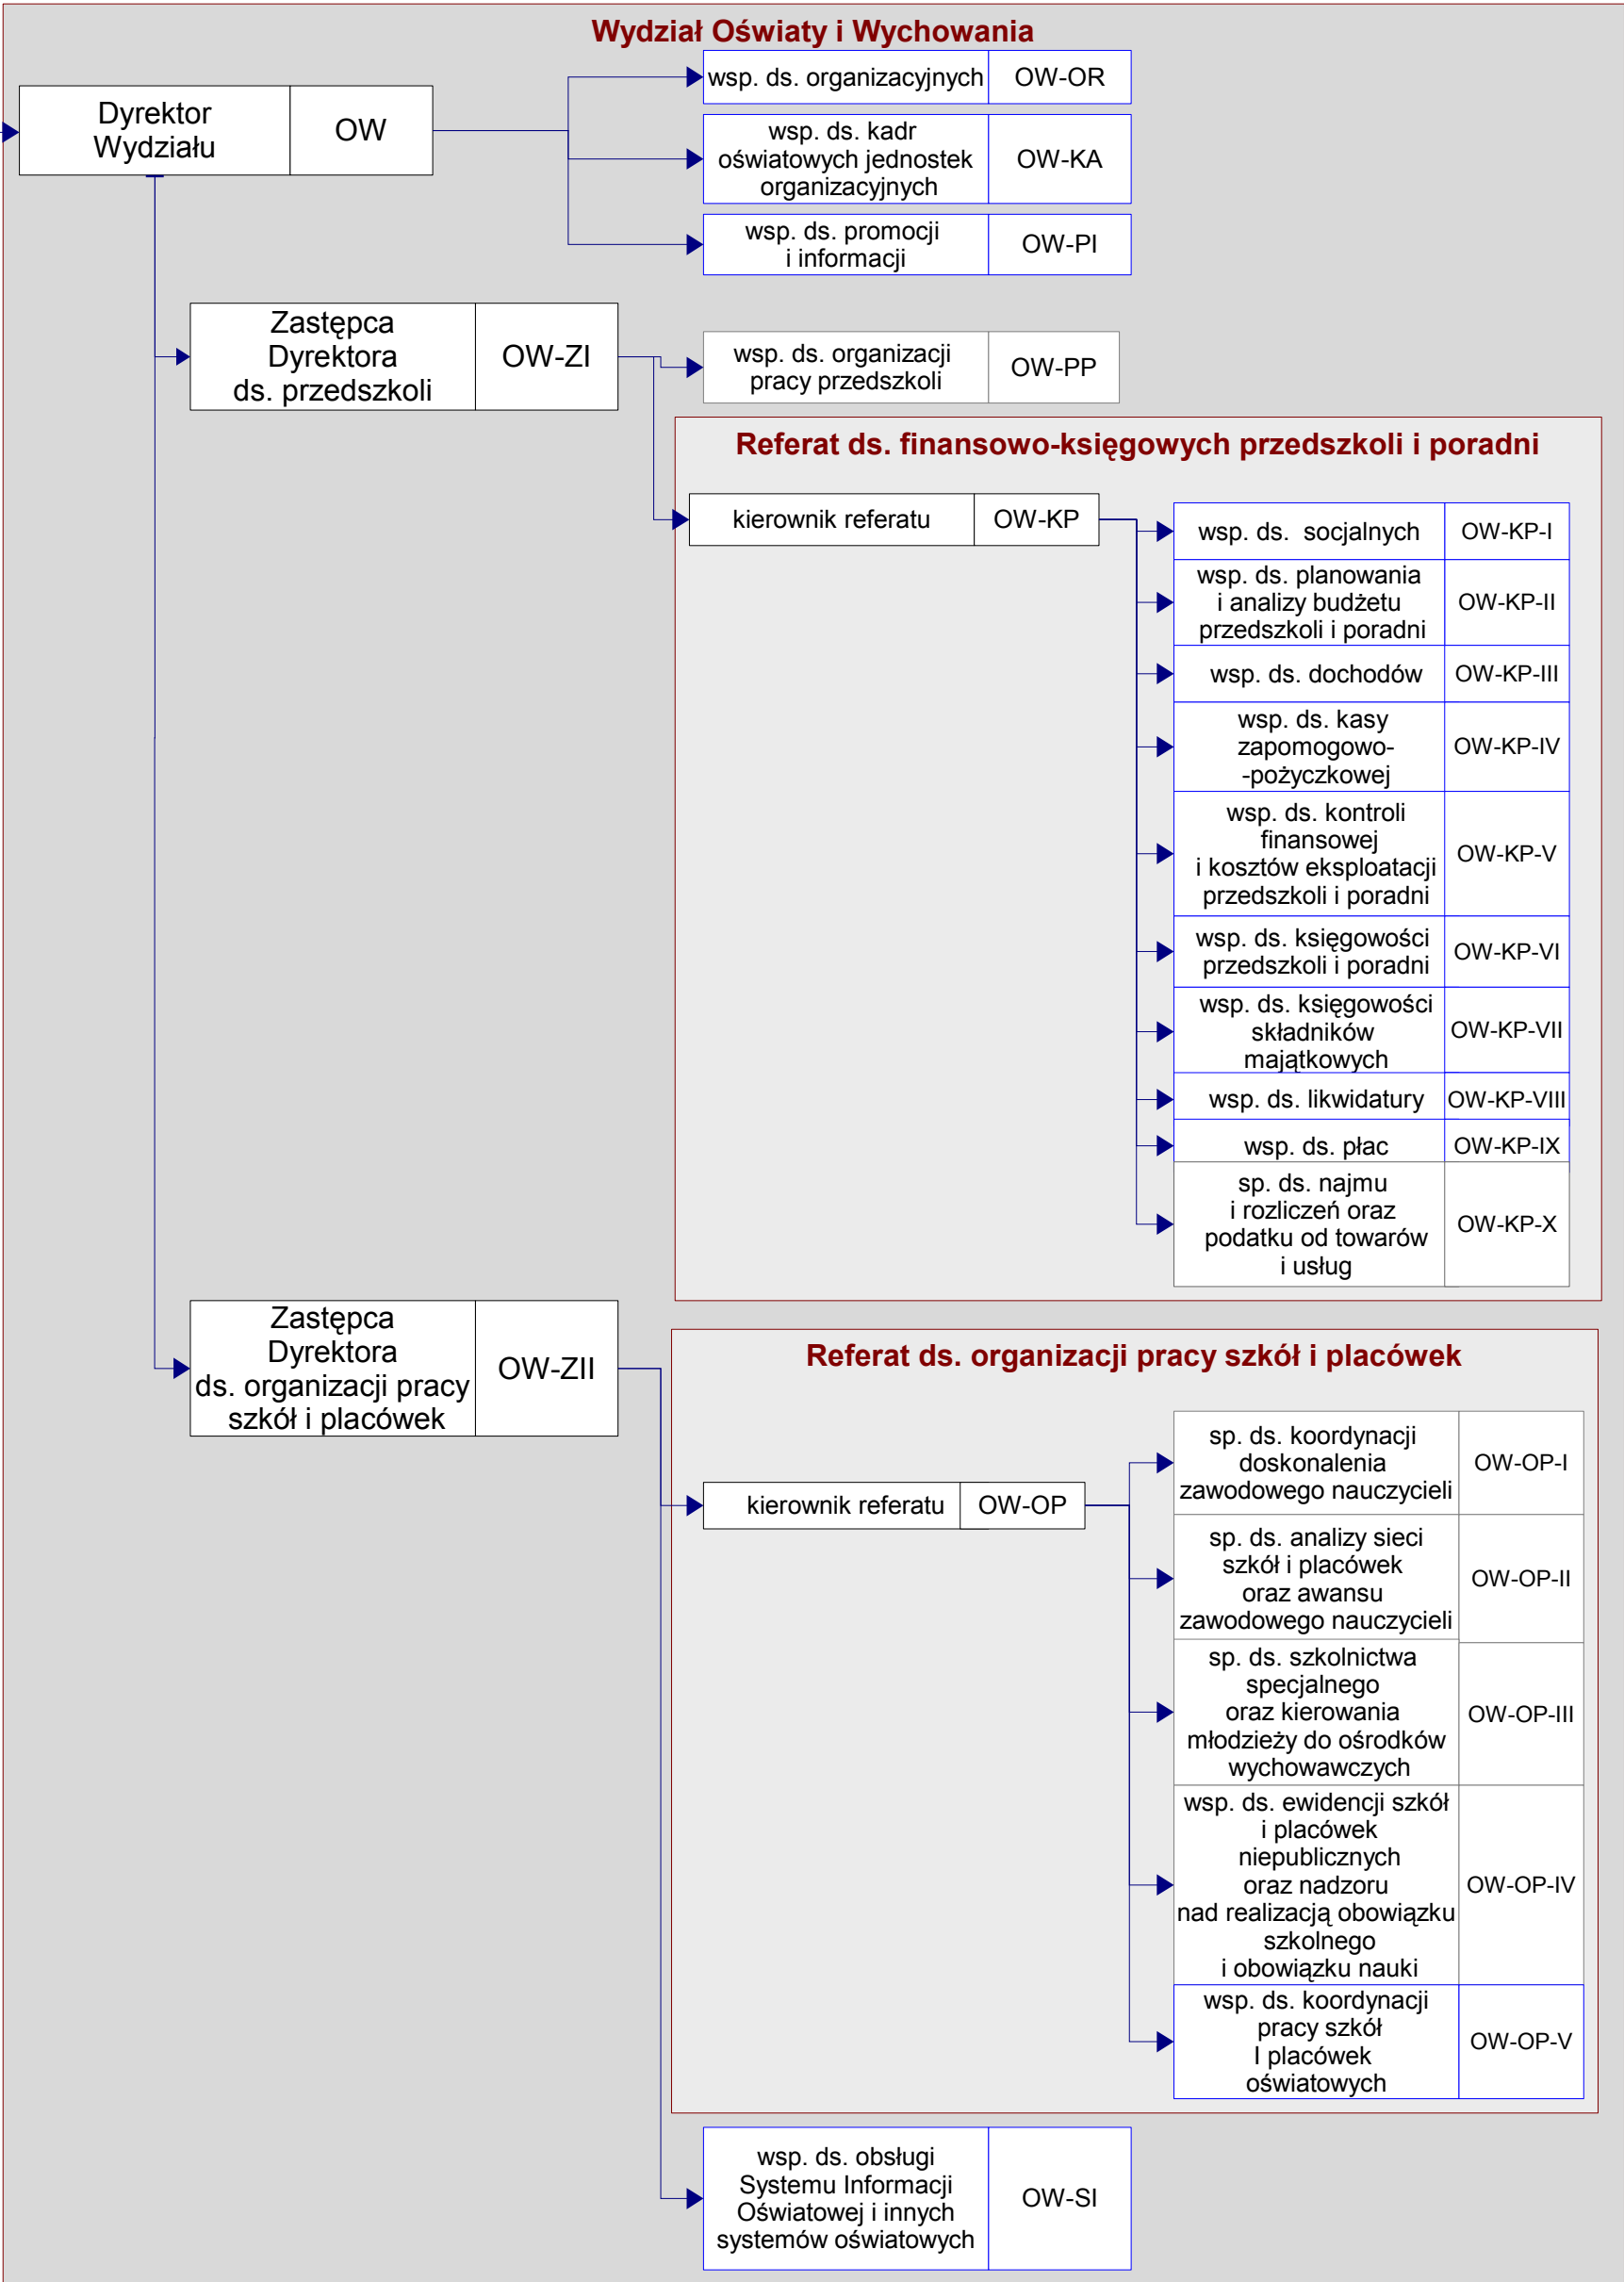 Wydział Oświaty i Wychowania
Dyrektor
Wydziału
OW
wsp. ds. organizacyjnych
OW-OR
wsp. ds. kadr
oświatowych jednostek
organizacyjnych
OW-KA
wsp. ds. promocji
i informacji
OW-PI
Zastępca
Dyrektora
ds. przedszkoli
OW-ZI
wsp. ds. organizacji
pracy przedszkoli
OW-PP
Referat ds. finansowo-księgowych przedszkoli i poradni
kierownik referatu
OW-KP
wsp. ds. socjalnych
OW-KP-I
wsp. ds. planowania
i analizy budżetu
przedszkoli i poradni
OW-KP-II
wsp. ds. dochodów
OW-KP-III
wsp. ds. kasy
zapomogowo-
-pożyczkowej
OW-KP-IV
wsp. ds. kontroli
finansowej
i kosztów eksploatacji
przedszkoli i poradni
OW-KP-V
wsp. ds. księgowości
przedszkoli i poradni
OW-KP-VI
wsp. ds. księgowości
składników
majątkowych
OW-KP-VII
wsp. ds. likwidatury
OW-KP-VIII
wsp. ds. płac
OW-KP-IX
sp. ds. najmu
i rozliczeń oraz
podatku od towarów
i usług
OW-KP-X
Zastępca
Dyrektora
ds. organizacji pracy
szkół i placówek
OW-ZII
Referat ds. organizacji pracy szkół i placówek
kierownik referatu
OW-OP
sp. ds. koordynacji
doskonalenia
zawodowego nauczycieli
OW-OP-I
sp. ds. analizy sieci
szkół i placówek
oraz awansu
zawodowego nauczycieli
OW-OP-II
sp. ds. szkolnictwa
specjalnego
oraz kierowania
młodzieży do ośrodków
wychowawczych
OW-OP-III
wsp. ds. ewidencji szkół
i placówek
niepublicznych
oraz nadzoru
nad realizacją obowiązku
szkolnego
i obowiązku nauki
OW-OP-IV
wsp. ds. koordynacji
pracy szkół
I placówek
oświatowych
OW-OP-V
wsp. ds. obsługi
Systemu Informacji
Oświatowej i innych
systemów oświatowych
OW-SI